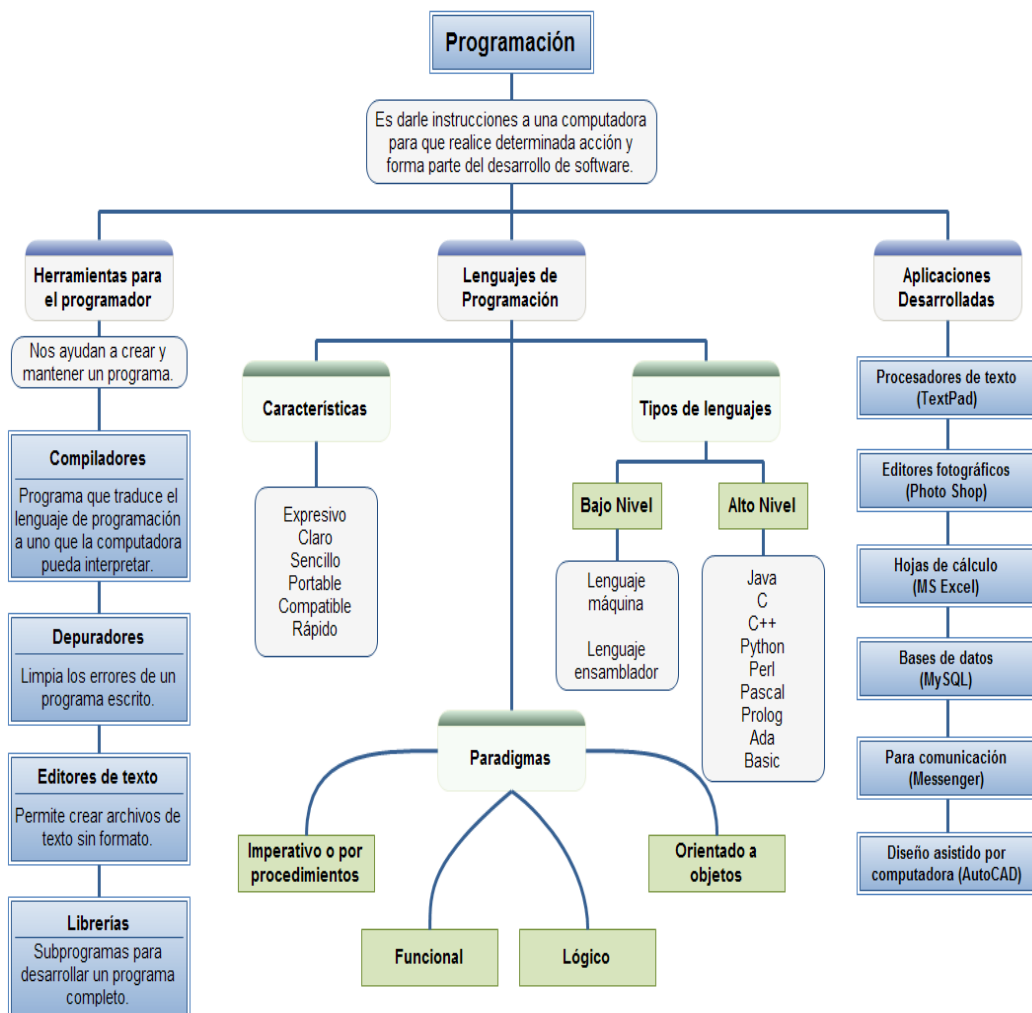 Programación
Es darle instrucciones a una computadora
para que realice determinada acción y
forma parte del desarrollo de software.
Herramientas para
el programador
Nos ayudan a crear y
mantener un programa.
Compiladores
Programa que traduce el
lenguaje de programación
a uno que la computadora
pueda interpretar.
Depuradores
Limpia los errores de un
programa escrito.
Editores de texto
Permite crear archivos de
texto sin formato.
Librerías
Subprogramas para
desarrollar un programa
completo.
Lenguajes de
Programación
Características
Expresivo
Claro
Sencillo
Portable
Compatible
Rápido
Tipos de lenguajes
Bajo Nivel
Lenguaje
máquina
Lenguaje
ensamblador
Alto Nivel
Java
C
C++
Python
Perl
Pascal
Prolog
Ada
Basic
Paradigmas
Imperativo o por
procedimientos
Funcional
Lógico
Orientado a
objetos
Aplicaciones
Desarrolladas
Procesadores de texto
(TextPad)
Editores fotográficos
(Photo Shop)
Hojas de cálculo
(MS Excel)
Bases de datos
(MySQL)
Para comunicación
(Messenger)
Diseño asistido por
computadora (AutoCAD)